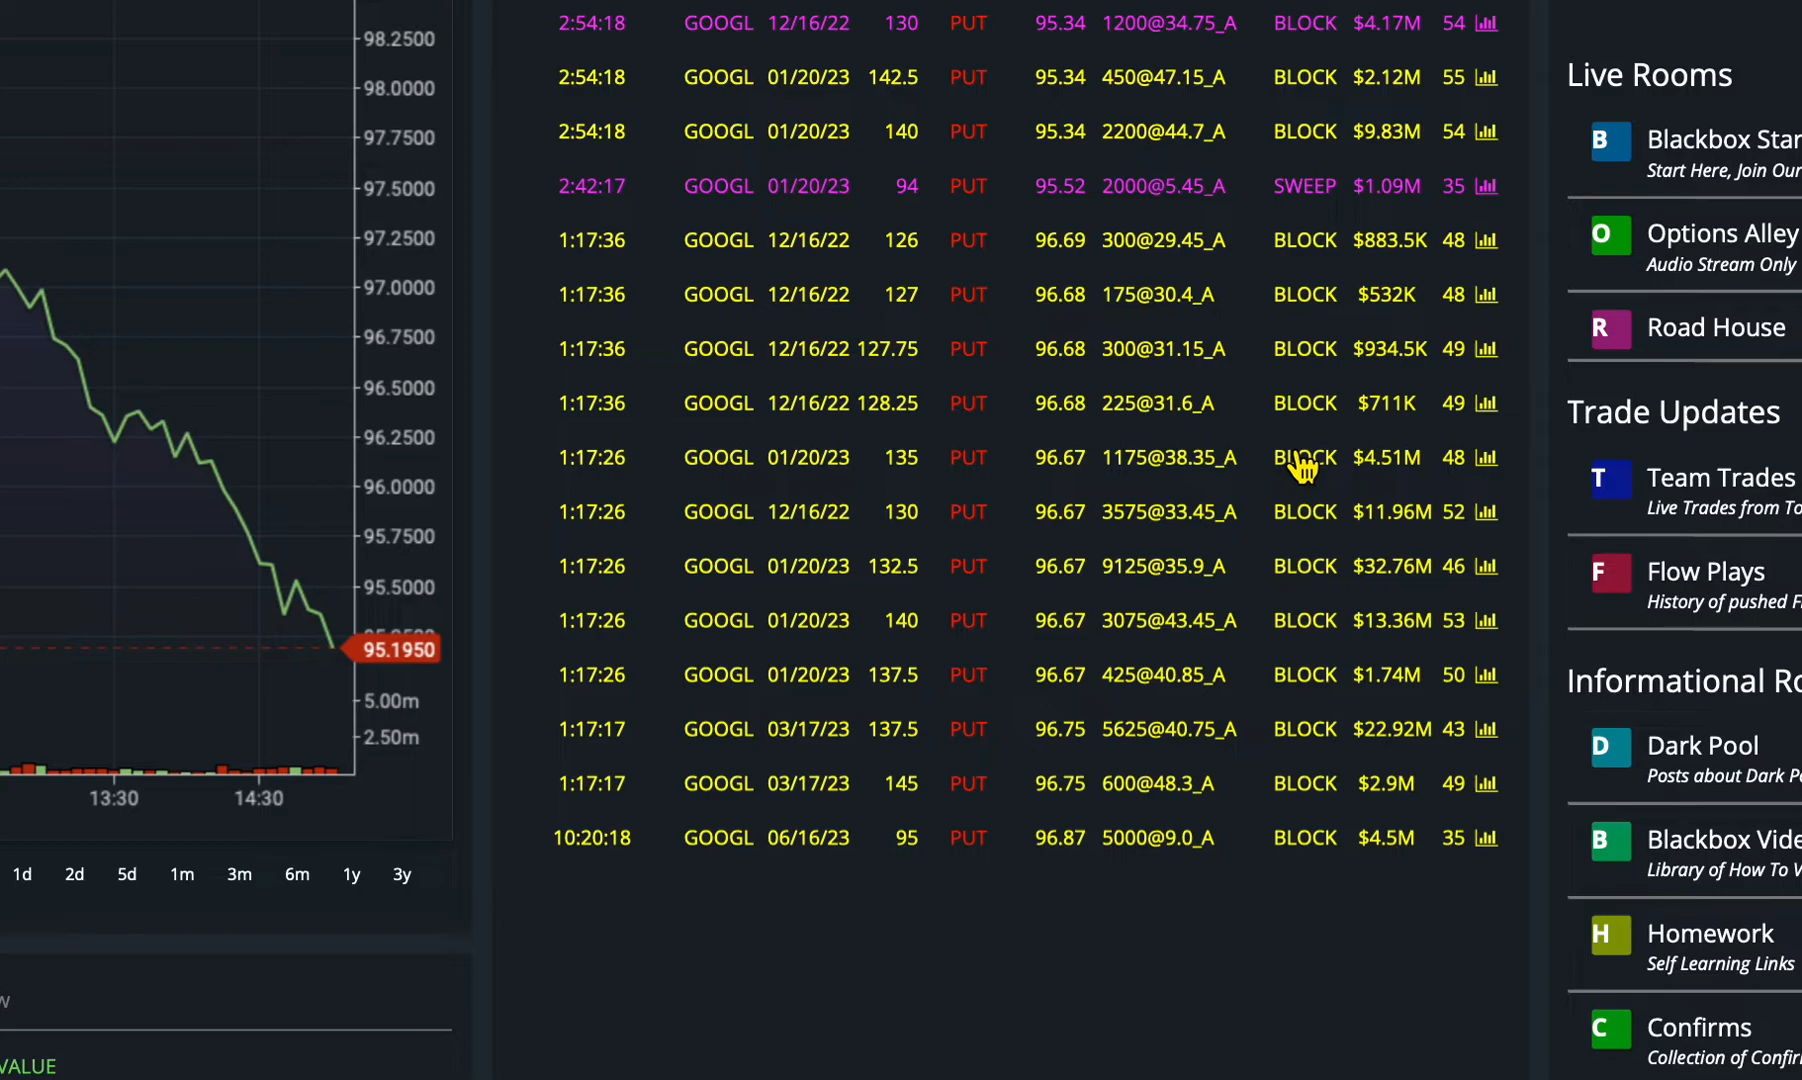 98.2500
98.0000
97.7500
97.5000
97.2500
97.0000
96.7500
96.5000
96.2500
96.0000
95.7500
95.5000
95.1950
5.00m
2.50m
13:30 14:30
1d 2d 5d 1m 3m 6m 1y 3y
VALUE
2:54:18 GOOGL 12/16/22 130 PUT 95.34 1200@34.75_A BLOCK $4.17M 54
2:54:18 GOOGL 01/20/23 142.5 PUT 95.34 450@47.15_A BLOCK $2.12M 55
2:54:18 GOOGL 01/20/23 140 PUT 95.34 2200@44.7_A BLOCK $9.83M 54
2:42:17 GOOGL 01/20/23 94 PUT 95.52 2000@5.45_A SWEEP $1.09M 35
1:17:36 GOOGL 12/16/22 126 PUT 96.69 300@29.45_A BLOCK $883.5K 48
1:17:36 GOOGL 12/16/22 127 PUT 96.68 175@30.4_A BLOCK $532K 48
1:17:36 GOOGL 12/16/22 127.75 PUT 96.68 300@31.15_A BLOCK $934.5K 49
1:17:36 GOOGL 12/16/22 128.25 PUT 96.68 225@31.6_A BLOCK $711K 49
1:17:26 GOOGL 01/20/23 135 PUT 96.67 1175@38.35_A BLOCK $4.51M 48
1:17:26 GOOGL 12/16/22 130 PUT 96.67 3575@33.45_A BLOCK $11.96M 52
1:17:26 GOOGL 01/20/23 132.5 PUT 96.67 9125@35.9_A BLOCK $32.76M 46
1:17:26 GOOGL 01/20/23 140 PUT 96.67 3075@43.45_A BLOCK $13.36M 53
1:17:26 GOOGL 01/20/23 137.5 PUT 96.67 425@40.85_A BLOCK $1.74M 50
1:17:17 GOOGL 03/17/23 137.5 PUT 96.75 5625@40.75_A BLOCK $22.92M 43
1:17:17 GOOGL 03/17/23 145 PUT 96.75 600@48.3_A BLOCK $2.9M 49
10:20:18 GOOGL 06/16/23 95 PUT 96.87 5000@9.0_A BLOCK $4.5M 35
Live Rooms
B Blackbox Star
Start Here, Join Our
O Options Alley
Audio Stream Only
R Road House
Trade Updates
T Team Trades
Live Trades from To
F Flow Plays
History of pushed F
Informational Ro
D Dark Pool
Posts about Dark P
B Blackbox Vide
Library of How To V
H Homework
Self Learning Links
C Confirms
Collection of Confir